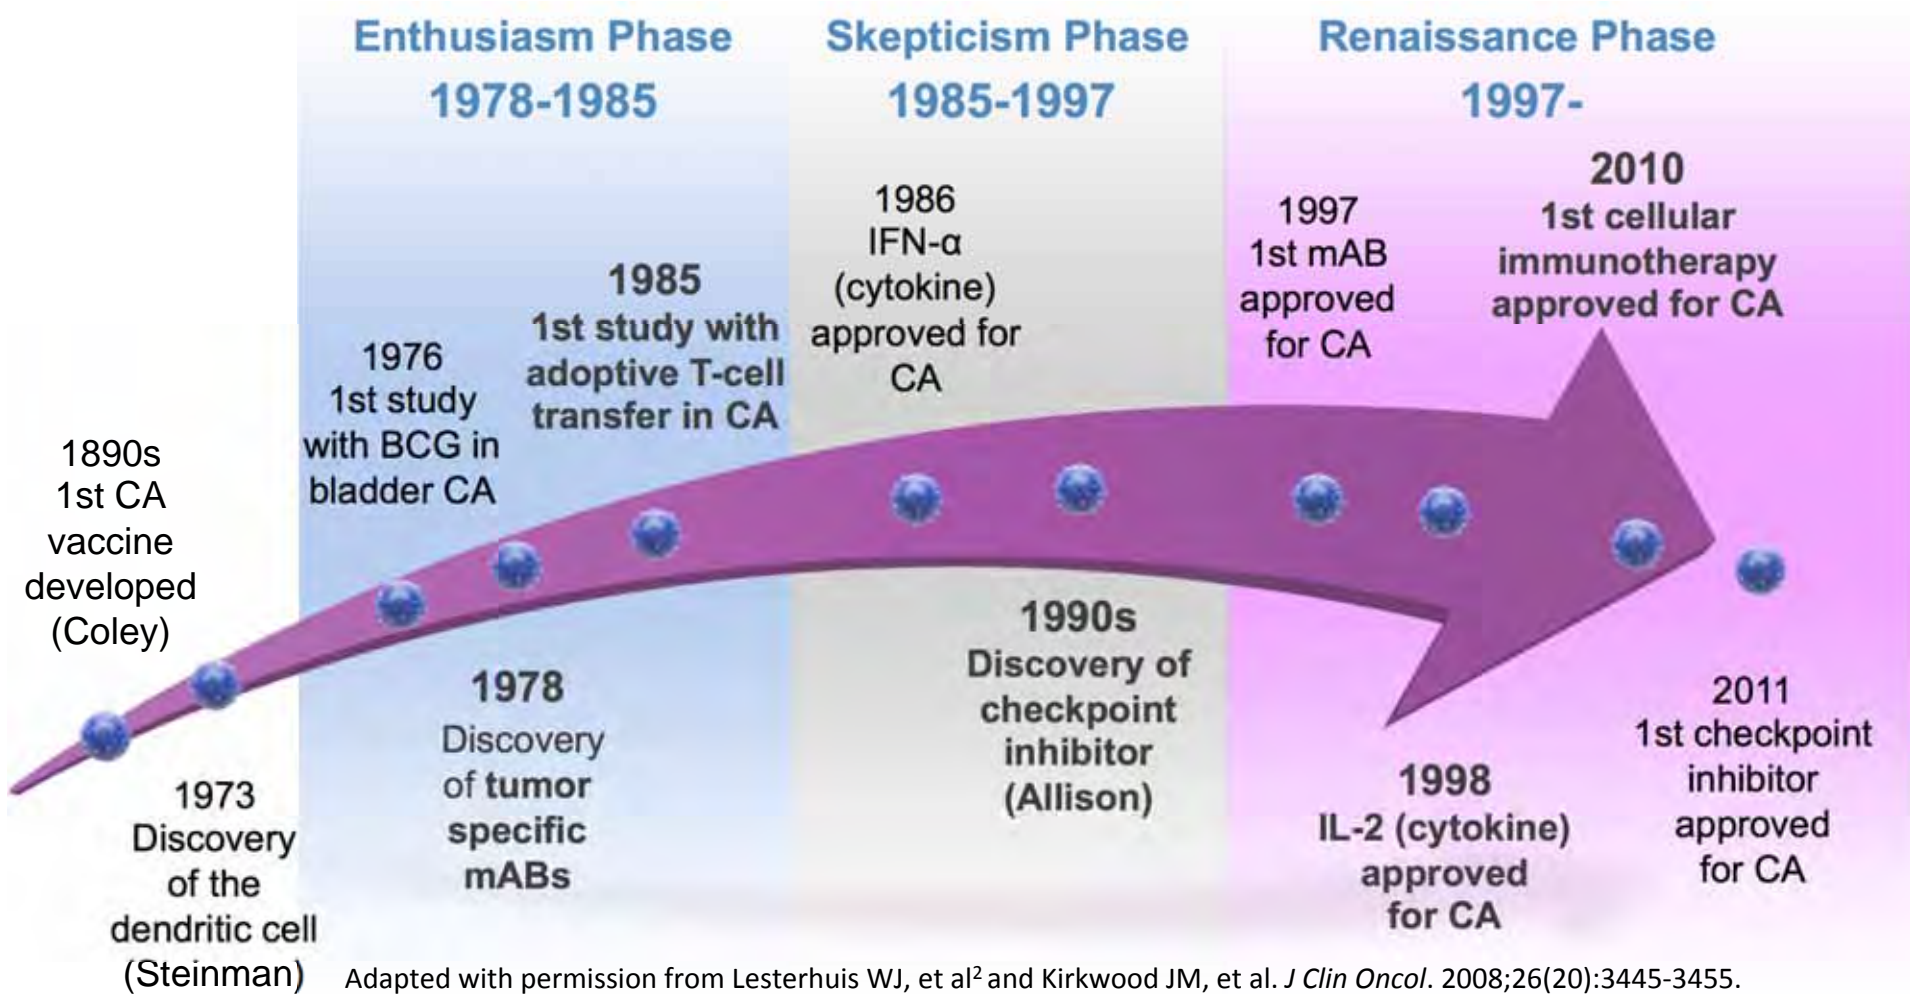 Enthusiasm Phase
1978-1985
Skepticism Phase
1985-1997
Renaissance Phase
1997-
1890s
1st CA
vaccine
developed
(Coley)
1973
Discovery
of the
dendritic cell
(Steinman)
1976
1st study
with BCG in
bladder CA
1978
Discovery
of tumor
specific
mABs
1985
1st study with
adoptive T-cell
transfer in CA
1986
IFN-α
(cytokine)
approved for
CA
1990s
Discovery of
checkpoint
inhibitor
(Allison)
1997
1st mAB
approved
for CA
1998
IL-2 (cytokine)
approved
for CA
2010
1st cellular
immunotherapy
approved for CA
2011
1st checkpoint
inhibitor
approved
for CA
Adapted with permission from Lesterhuis WJ, et al² and Kirkwood JM, et al. J Clin Oncol. 2008;26(20):3445-3455.